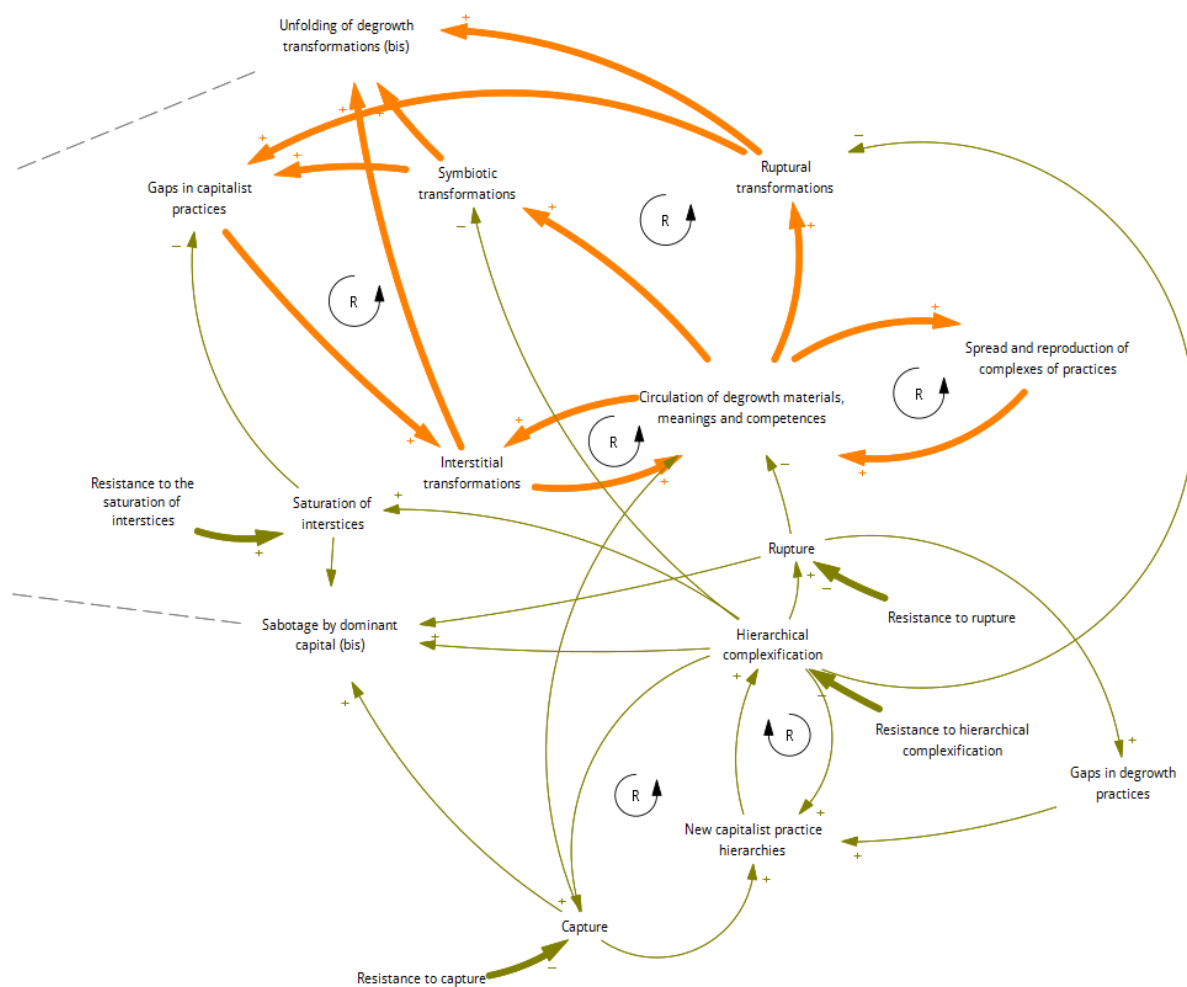 Unfolding of degrowth
transformations (bis)
+
+
+
+
+
Gaps in capitalist
practices
Symbiotic
transformations
Ruptural
transformations
−
R
+
+
−
−
R
+
Spread and reproduction of
complexes of practices
R
Circulation of degrowth materials,
meanings and competences
+
R
+
+
Interstitial
transformations
+
−
+
Resistance to the
saturation of
interstices
Saturation of
interstices
+
+
Rupture
+
−
Resistance to rupture
Sabotage by dominant
capital (bis)
+
Hierarchical
complexification
+
−
+
R
Resistance to hierarchical
complexification
+
Gaps in degrowth
practices
R
+
New capitalist practice
hierarchies
+
+
+
Capture
−
Resistance to capture